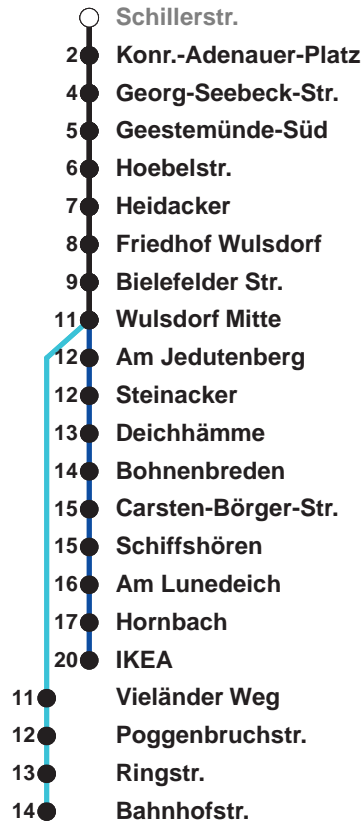 Schillerstr.
2 Konr.-Adenauer-Platz
4 Georg-Seebeck-Str.
5 Geestemünde-Süd
6 Hoebelstr.
7 Heidacker
8 Friedhof Wulsdorf
9 Bielefelder Str.
11 Wulsdorf Mitte
12 Am Jedutenberg
12 Steinacker
13 Deichhämme
14 Bohnenbreden
15 Carsten-Börger-Str.
15 Schiffshören
16 Am Lunedeich
17 Hornbach
20 IKEA
11 Vieländer Weg
12 Poggenbruchstr.
13 Ringstr.
14 Bahnhofstr.